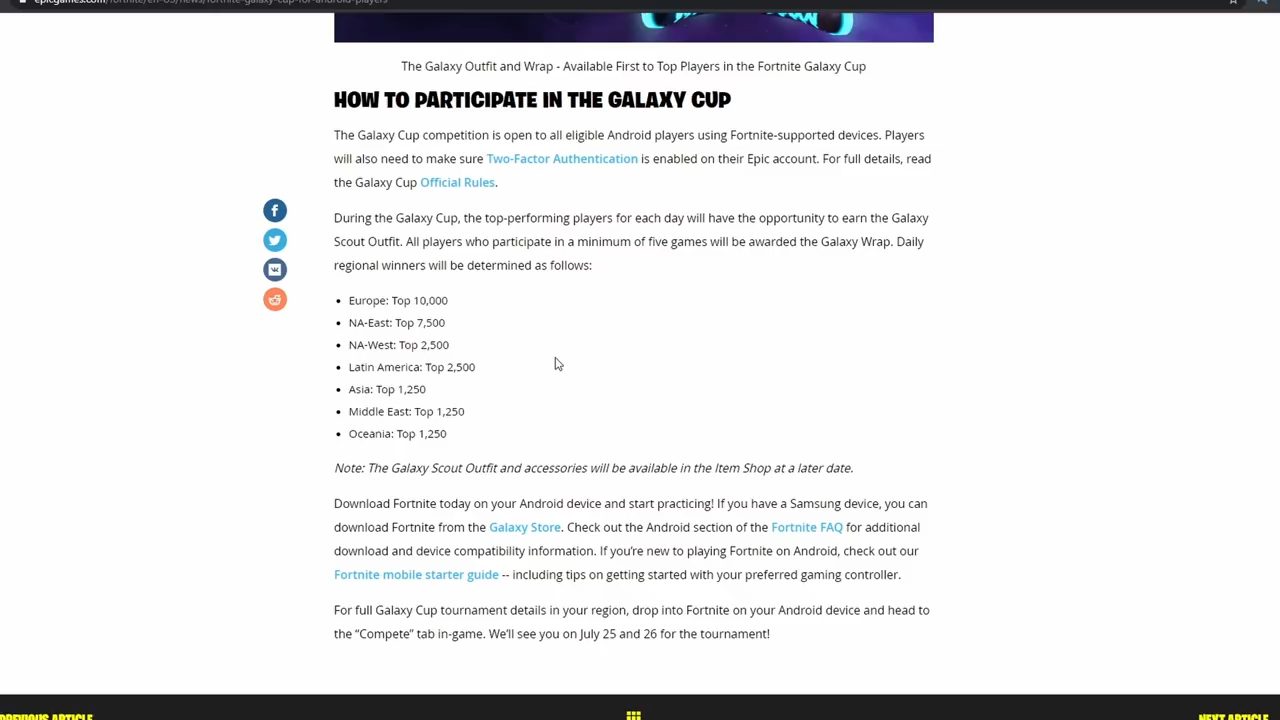 epicgames.com/fortnite/en-US/news/fortnite-galaxy-cup-for-android-players
The Galaxy Outfit and Wrap - Available First to Top Players in the Fortnite Galaxy Cup
HOW TO PARTICIPATE IN THE GALAXY CUP
The Galaxy Cup competition is open to all eligible Android players using Fortnite-supported devices. Players
will also need to make sure Two-Factor Authentication is enabled on their Epic account. For full details, read
the Galaxy Cup Official Rules.
During the Galaxy Cup, the top-performing players for each day will have the opportunity to earn the Galaxy
Scout Outfit. All players who participate in a minimum of five games will be awarded the Galaxy Wrap. Daily
regional winners will be determined as follows:
• Europe: Top 10,000
• NA-East: Top 7,500
• NA-West: Top 2,500
• Latin America: Top 2,500
• Asia: Top 1,250
• Middle East: Top 1,250
• Oceania: Top 1,250
Note: The Galaxy Scout Outfit and accessories will be available in the Item Shop at a later date.
Download Fortnite today on your Android device and start practicing! If you have a Samsung device, you can
download Fortnite from the Galaxy Store. Check out the Android section of the Fortnite FAQ for additional
download and device compatibility information. If you're new to playing Fortnite on Android, check out our
Fortnite mobile starter guide -- including tips on getting started with your preferred gaming controller.
For full Galaxy Cup tournament details in your region, drop into Fortnite on your Android device and head to
the “Compete” tab in-game. We'll see you on July 25 and 26 for the tournament!
PREVIOUS ARTICLE
NEXT ARTICLE